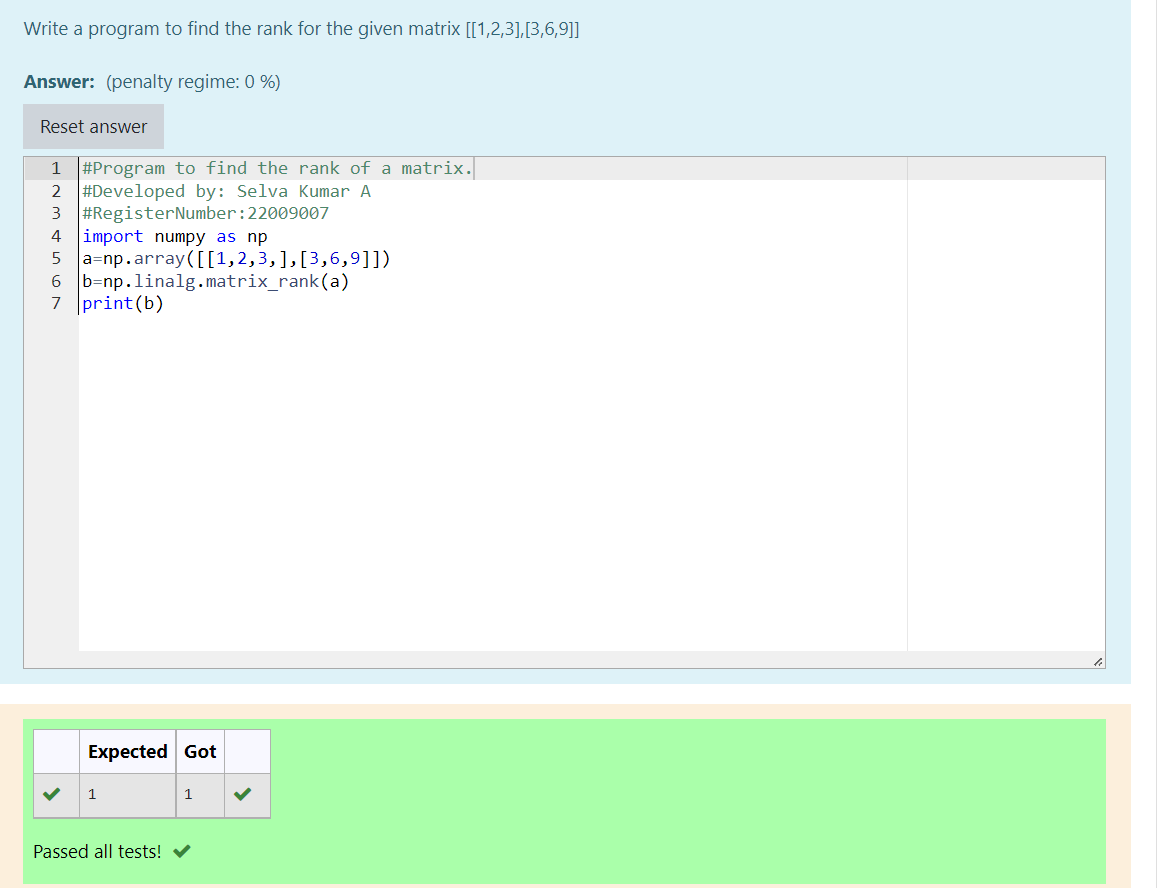 Write a program to find the rank for the given matrix [[1,2,3],[3,6,9]]
Answer: (penalty regime: 0 %)
Reset answer
1 #Program to find the rank of a matrix.
2 #Developed by: Selva Kumar A
3 #RegisterNumber:22009007
4 import numpy as np
5 a=np.array([[1,2,3,],[3,6,9]])
6 b=np.linalg.matrix_rank(a)
7 print(b)
Expected Got
1 1
Passed all tests!